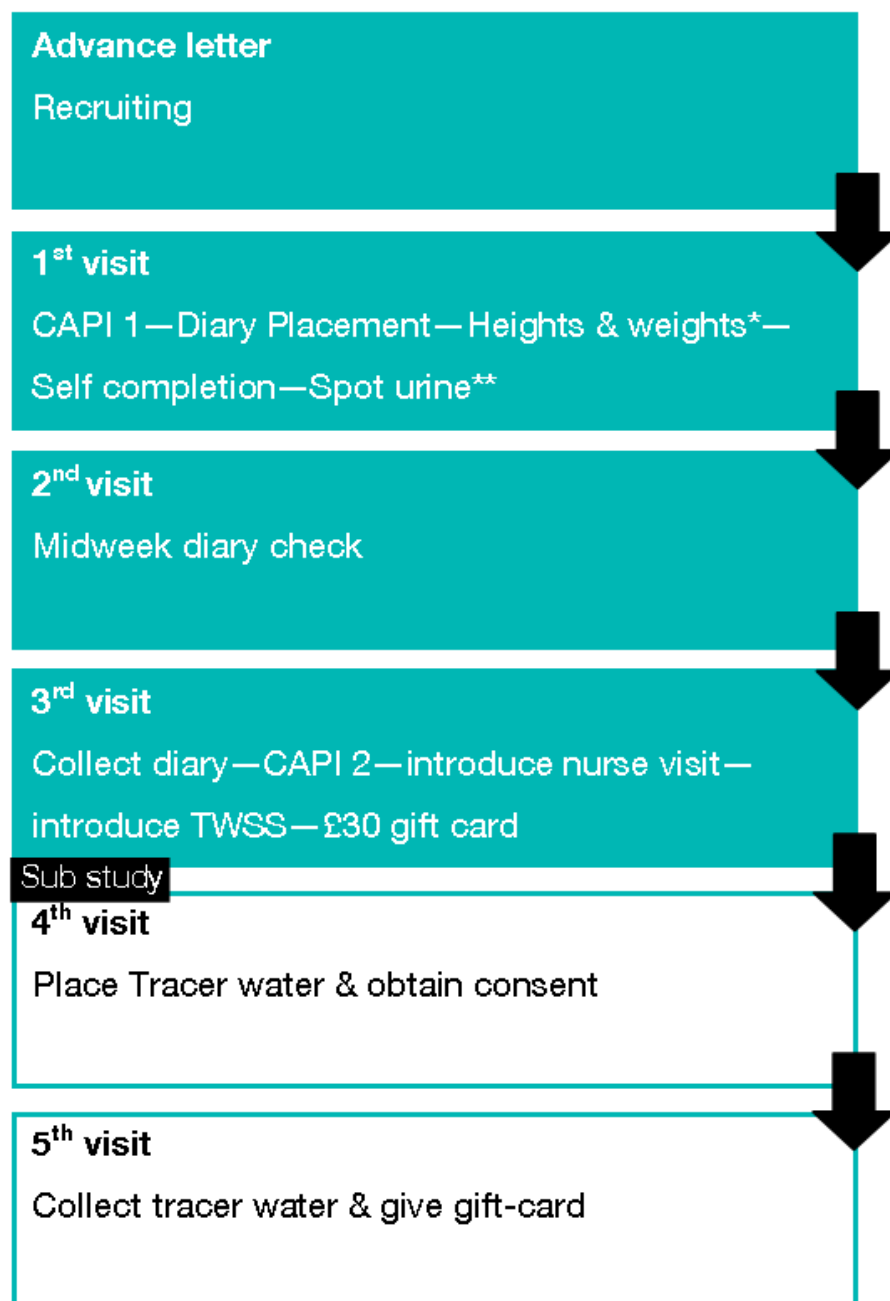 Advance letter
Recruiting
1st visit
CAPI 1—Diary Placement—Heights & weights*—
Self completion—Spot urine**
2nd visit
Midweek diary check
3rd visit
Collect diary—CAPI 2—introduce nurse visit—
introduce TWSS—£30 gift card
Sub study
4th visit
Place Tracer water & obtain consent
5th visit
Collect tracer water & give gift-card